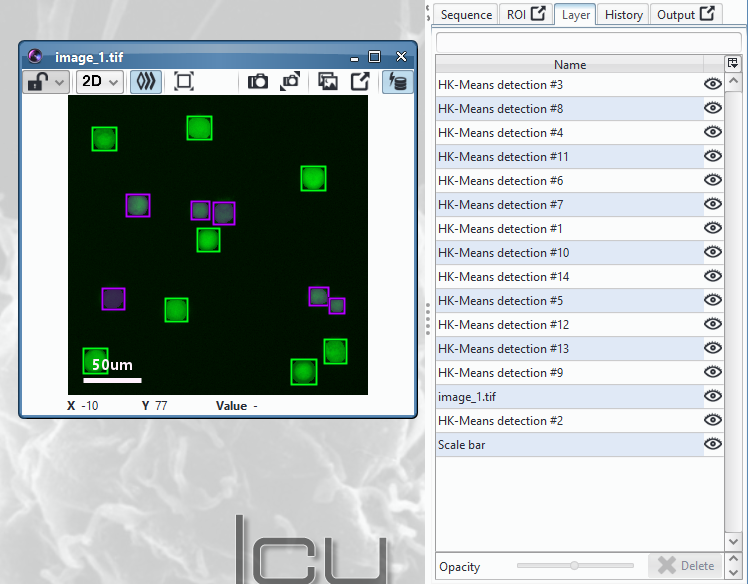 Sequence ROI Layer History Output
image_1.tif
2D
Name
HK-Means detection #3
HK-Means detection #8
HK-Means detection #4
HK-Means detection #11
HK-Means detection #6
HK-Means detection #7
HK-Means detection #1
HK-Means detection #10
HK-Means detection #14
HK-Means detection #5
HK-Means detection #12
HK-Means detection #13
HK-Means detection #9
image_1.tif
HK-Means detection #2
Scale bar
50um
X -10 Y 77 Value -
Icy
Opacity Delete